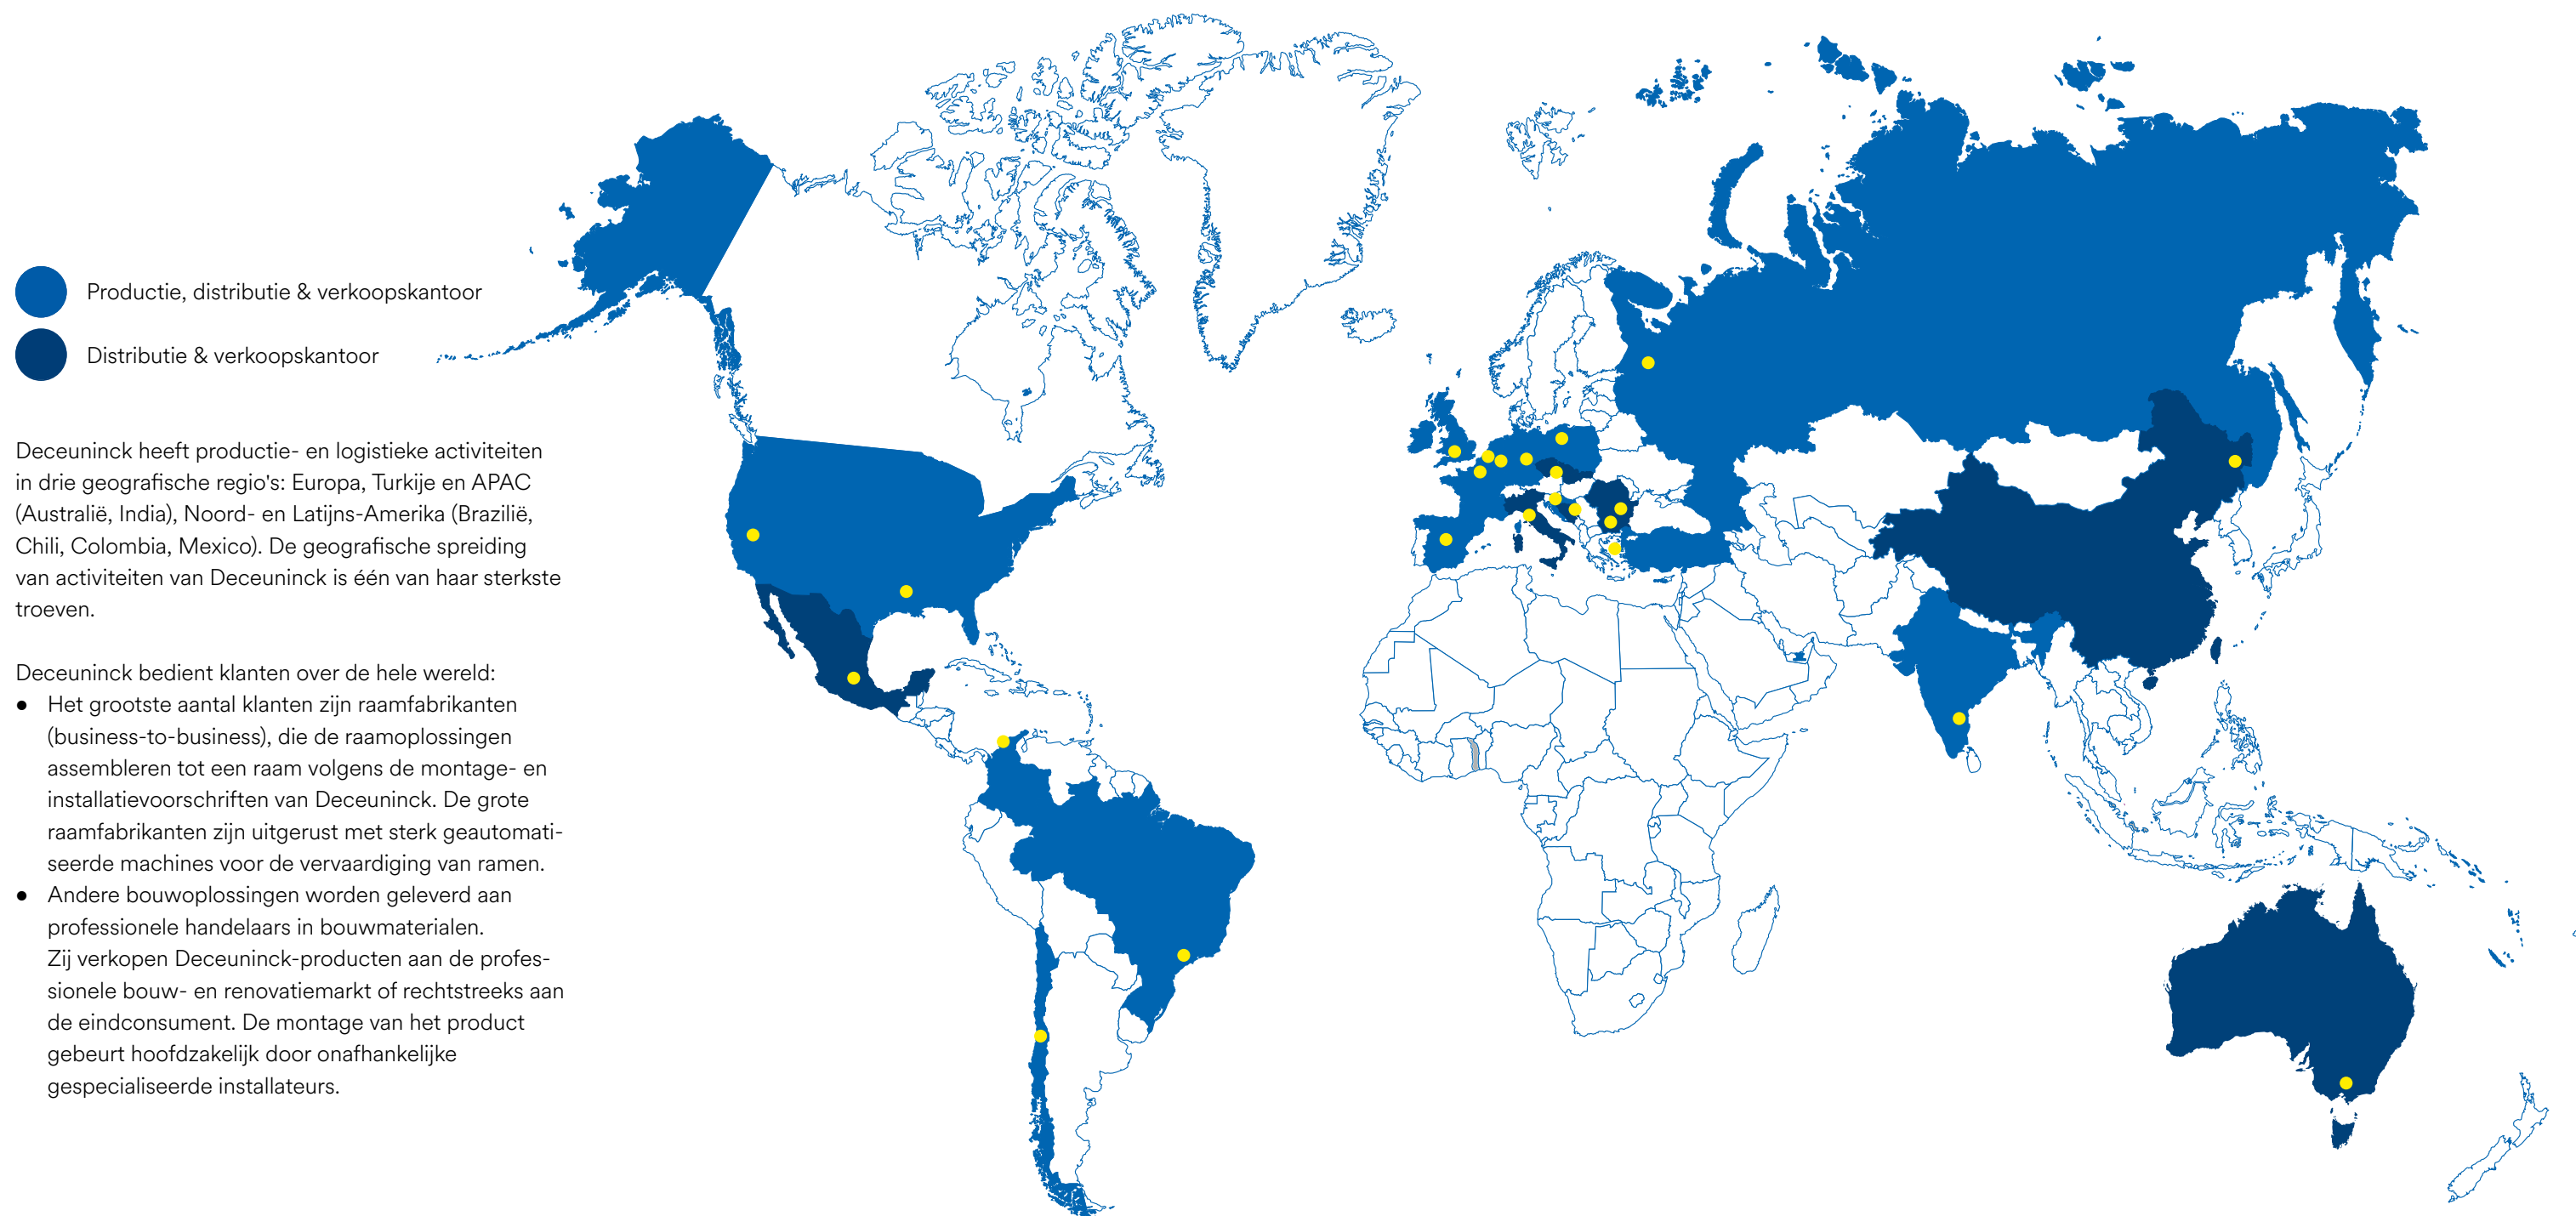 Productie, distributie & verkoopskantoor
Distributie & verkoopskantoor
Deceuninck heeft productie- en logistieke activiteiten
in drie geografische regio's: Europa, Turkije en APAC
(Australië, India), Noord- en Latijns-Amerika (Brazilië,
Chili, Colombia, Mexico). De geografische spreiding
van activiteiten van Deceuninck is één van haar sterkste
troeven.
Deceuninck bedient klanten over de hele wereld:
● Het grootste aantal klanten zijn raamfabrikanten
(business-to-business), die de raamoplossingen
assembleren tot een raam volgens de montage- en
installatievoorschriften van Deceuninck. De grote
raamfabrikanten zijn uitgerust met sterk geautomati-
seerde machines voor de vervaardiging van ramen.
● Andere bouwoplossingen worden geleverd aan
professionele handelaars in bouwmaterialen.
Zij verkopen Deceuninck-producten aan de profes-
sionele bouw- en renovatiemarkt of rechtstreeks aan
de eindconsument. De montage van het product
gebeurt hoofdzakelijk door onafhankelijke
gespecialiseerde installateurs.